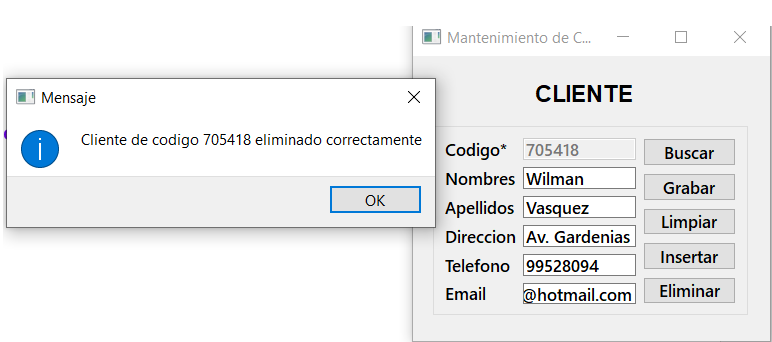 Mantenimiento de C...
CLIENTE
Mensaje
Cliente de codigo 705418 eliminado correctamente
OK
Codigo* 705418 Buscar
Nombres Wilman Grabar
Apellidos Vasquez Limpiar
Direccion Av. Gardenias Insertar
Telefono 99528094
Email @hotmail.com Eliminar